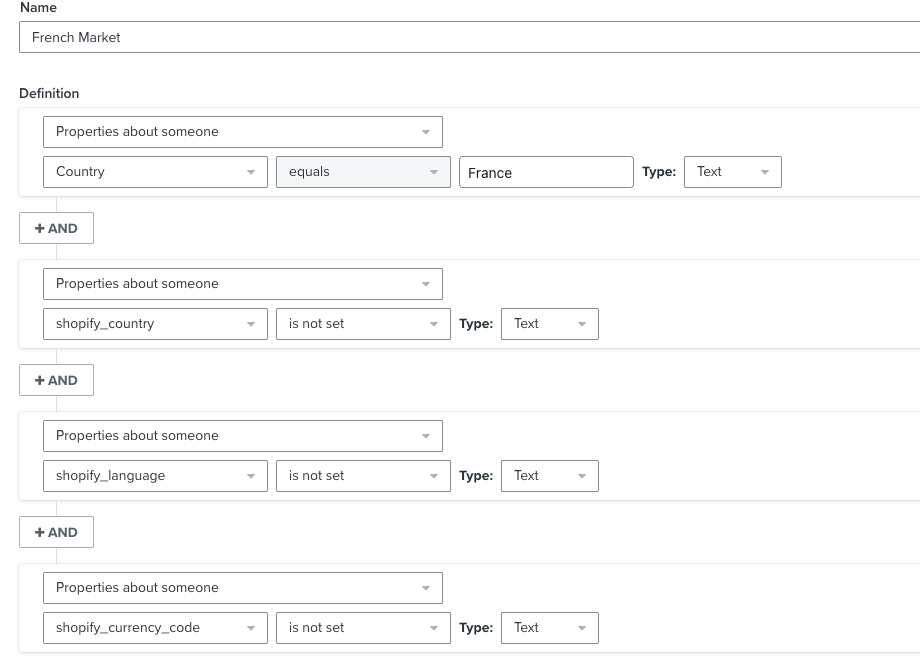 Name
French Market
Definition
Properties about someone
Country equals France Type: Text
+ AND
Properties about someone
shopify_country is not set Type: Text
+ AND
Properties about someone
shopify_language is not set Type: Text
+ AND
Properties about someone
shopify_currency_code is not set Type: Text